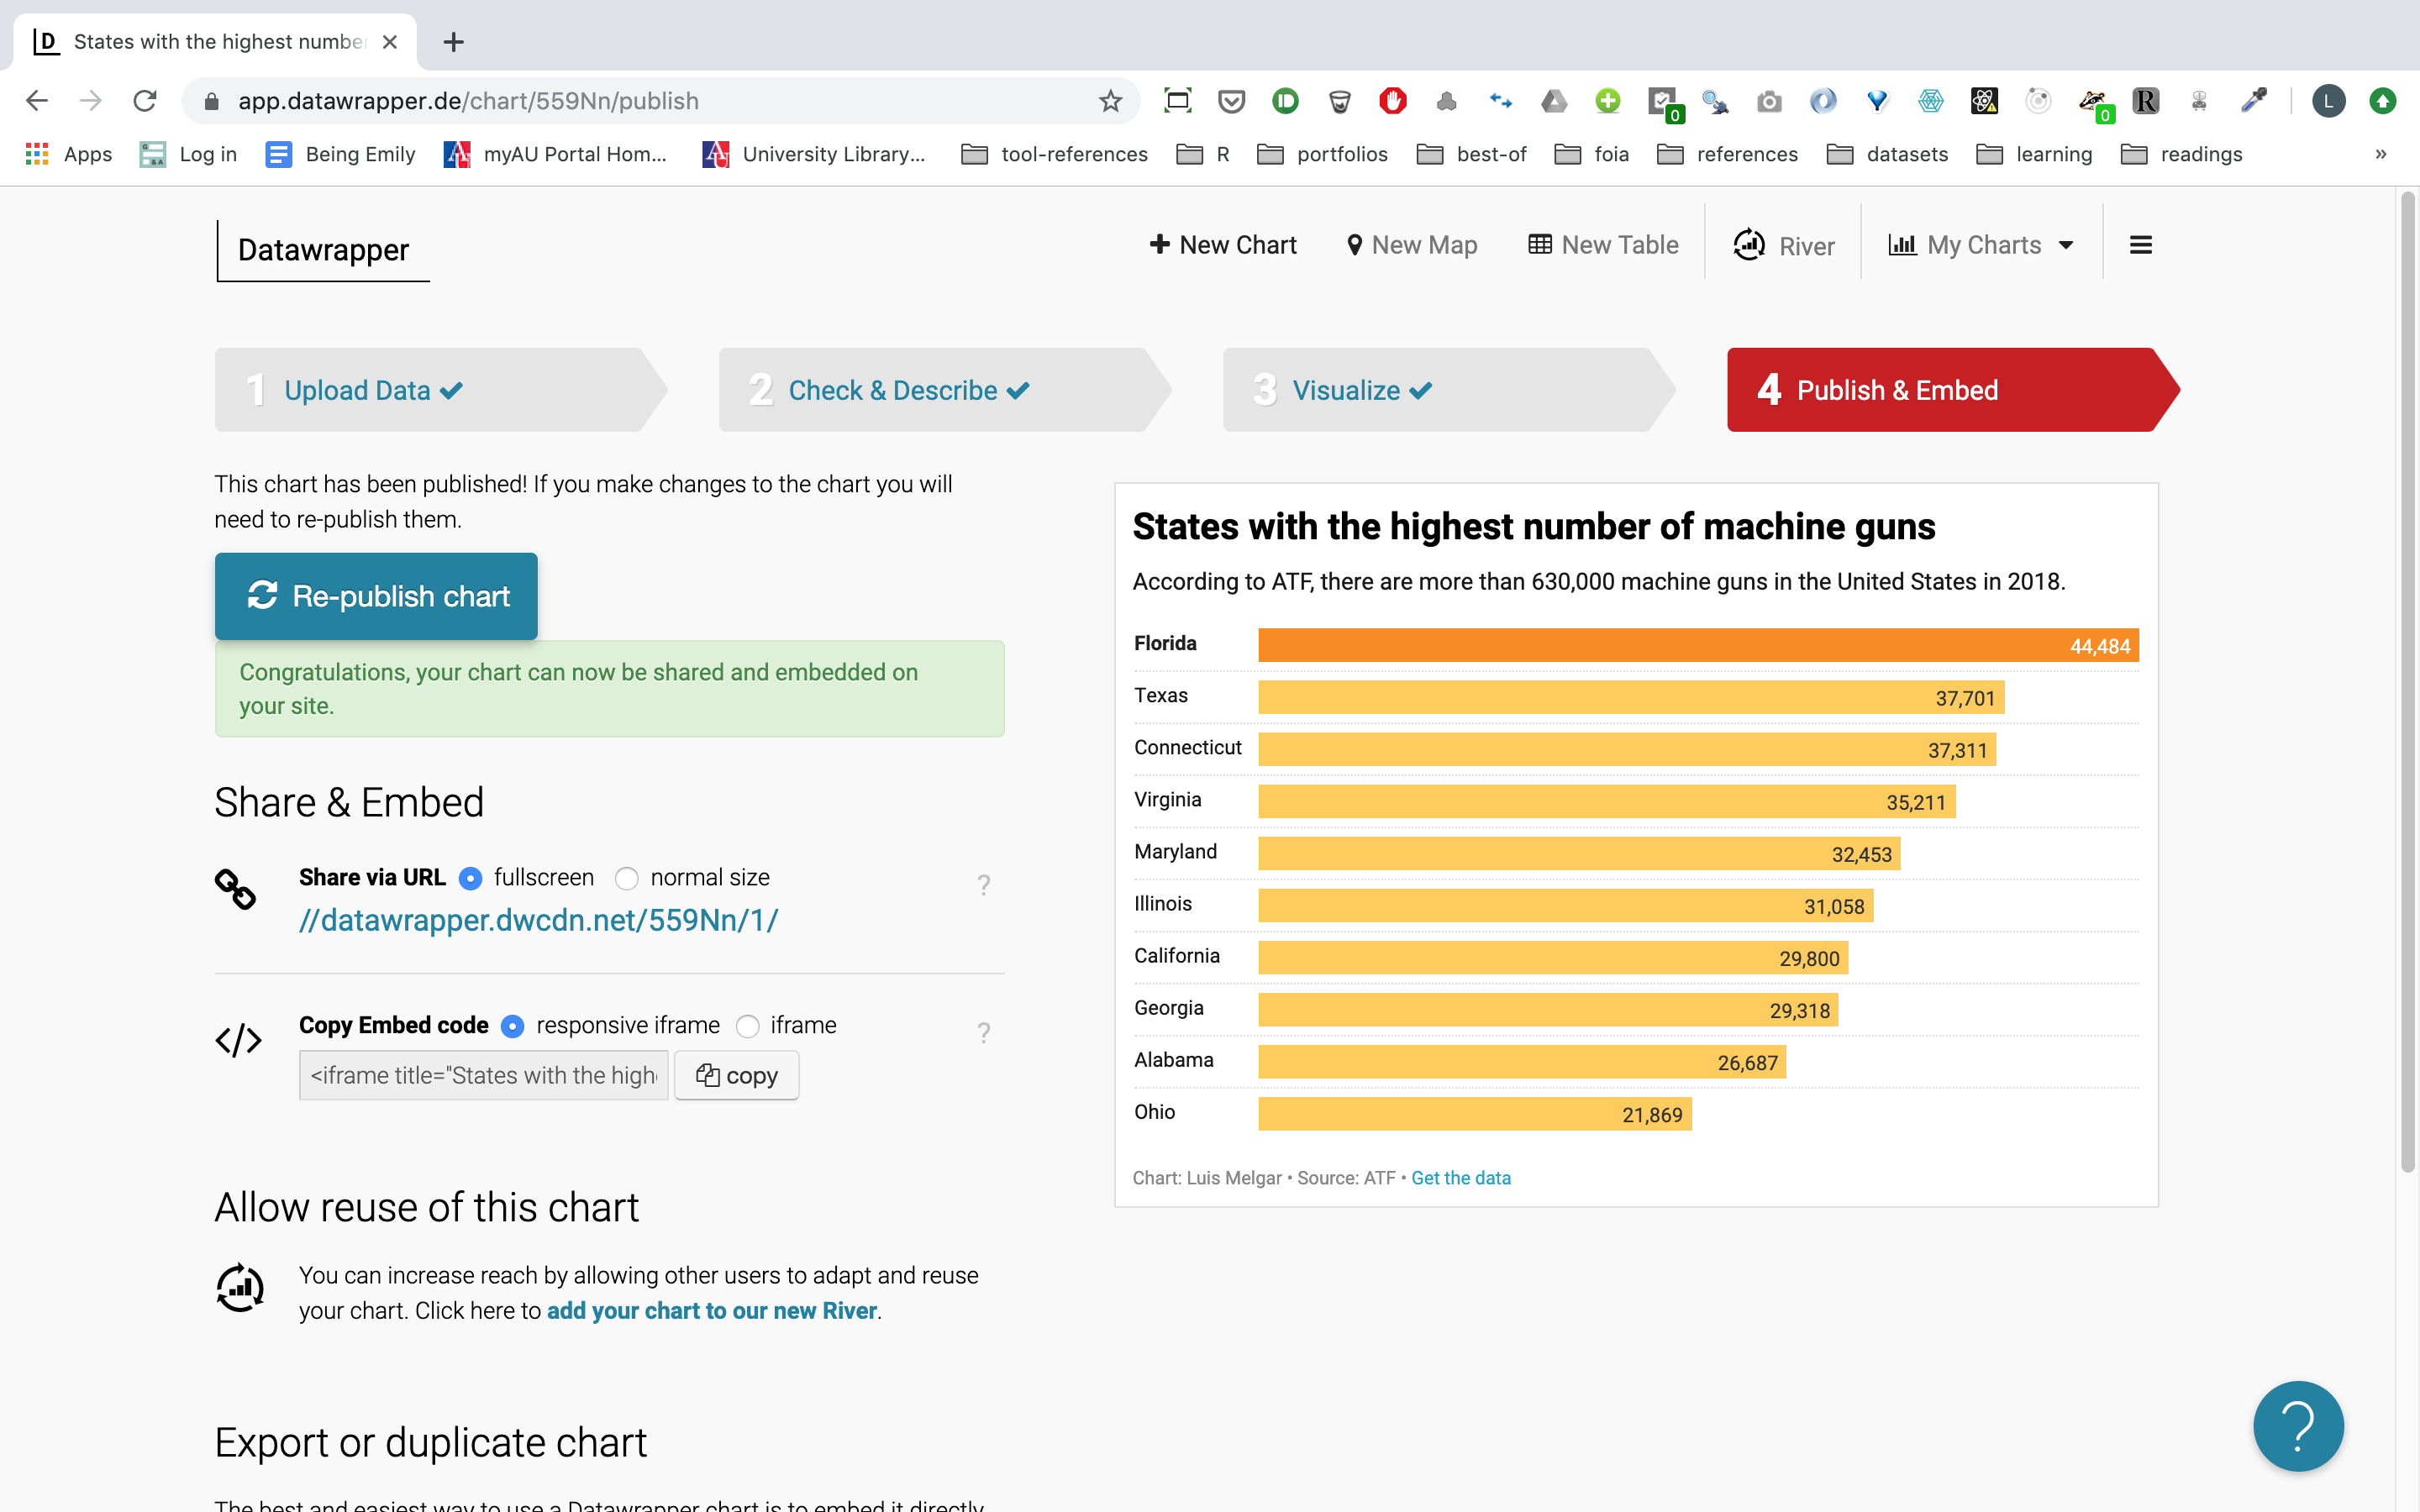 States with the highest number
app.datawrapper.de/chart/559Nn/publish
0
0
R
L
Apps
Log in
Being Emily
myAU Portal Hom...
University Library...
tool-references
R
portfolios
best-of
foia
references
datasets
learning
readings
»
Datawrapper
New Chart
New Map
New Table
River
My Charts
1 Upload Data
2 Check & Describe
3 Visualize
4 Publish & Embed
This chart has been published! If you make changes to the chart you will
need to re-publish them.
Re-publish chart
Congratulations, your chart can now be shared and embedded on
your site.
Share & Embed
Share via URL fullscreen normal size ?
//datawrapper.dwcdn.net/559Nn/1/
Copy Embed code responsive iframe iframe ?
<iframe title="States with the high
copy
Allow reuse of this chart
You can increase reach by allowing other users to adapt and reuse
your chart. Click here to add your chart to our new River.
Export or duplicate chart
The best and easiest way to use a Datawrapper chart is to embed it directly
States with the highest number of machine guns
According to ATF, there are more than 630,000 machine guns in the United States in 2018.
Florida 44,484
Texas 37,701
Connecticut 37,311
Virginia 35,211
Maryland 32,453
Illinois 31,058
California 29,800
Georgia 29,318
Alabama 26,687
Ohio 21,869
Chart: Luis Melgar • Source: ATF • Get the data
?